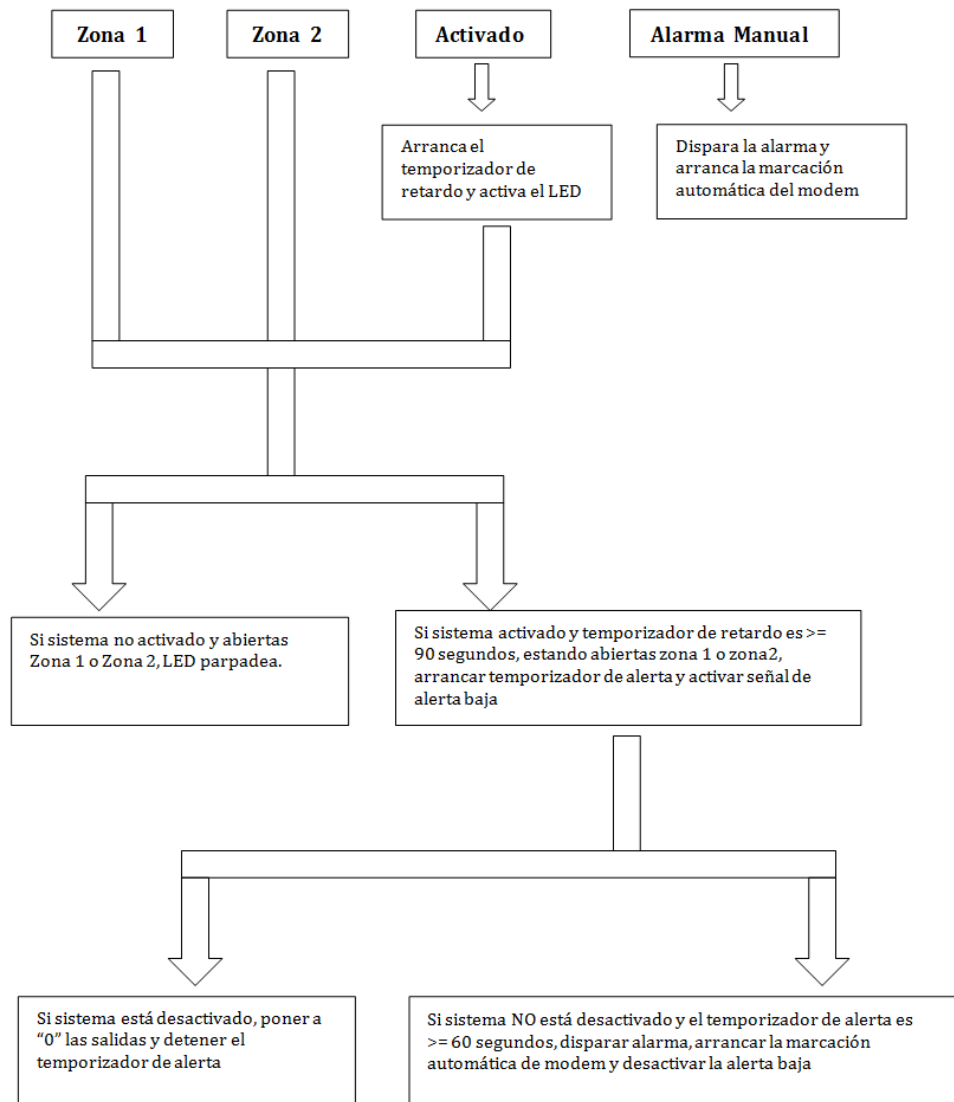 Zona 1
Zona 2
Activado
Alarma Manual
Arranca el
temporizador de
retardo y activa el LED
Dispara la alarma y
arranca la marcación
automática del modem
Si sistema no activado y abiertas
Zona 1 o Zona 2, LED parpadea.
Si sistema activado y temporizador de retardo es >=
90 segundos, estando abiertas zona 1 o zona2,
arrancar temporizador de alerta y activar señal de
alerta baja
Si sistema está desactivado, poner a
“0” las salidas y detener el
temporizador de alerta
Si sistema NO está desactivado y el temporizador de alerta es
>= 60 segundos, disparar alarma, arrancar la marcación
automática de modem y desactivar la alerta baja